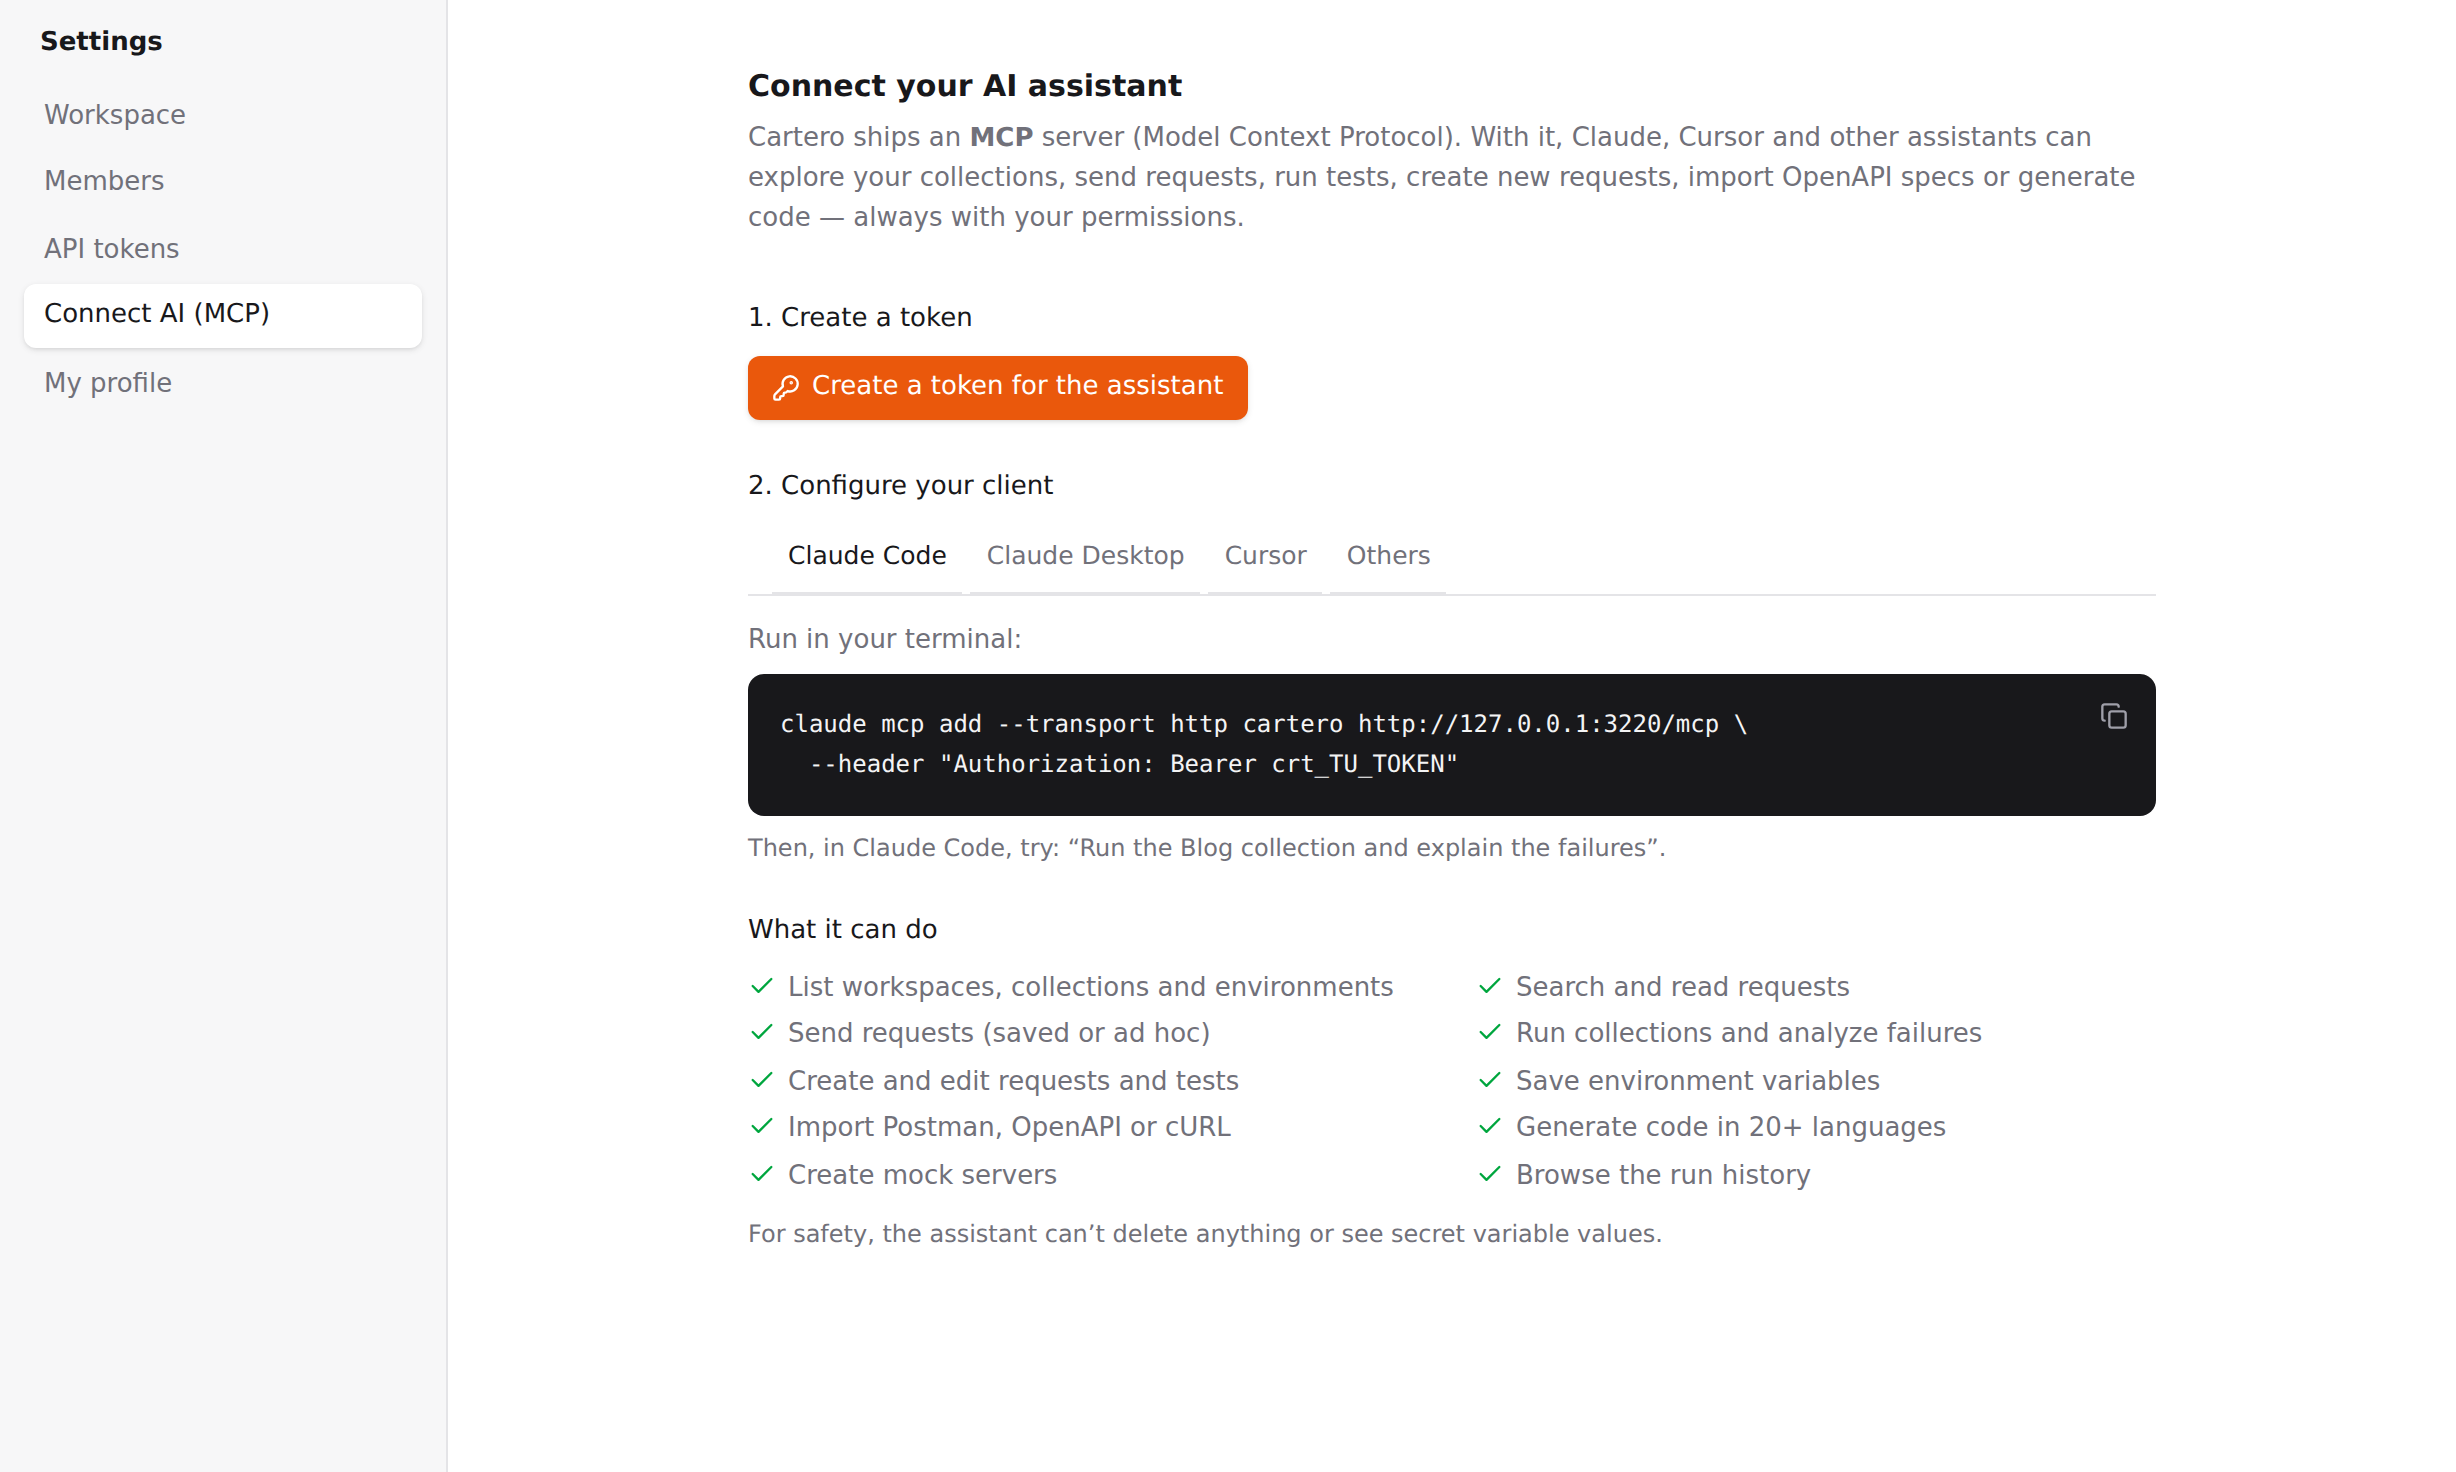 Settings
Workspace
Members
API tokens
Connect AI (MCP)
My profile
Connect your AI assistant
Cartero ships an MCP server (Model Context Protocol). With it, Claude, Cursor and other assistants can
explore your collections, send requests, run tests, create new requests, import OpenAPI specs or generate
code — always with your permissions.
1. Create a token
Create a token for the assistant
2. Configure your client
Claude Code Claude Desktop Cursor Others
Run in your terminal:
claude mcp add --transport http cartero http://127.0.0.1:3220/mcp \
  --header "Authorization: Bearer crt_TU_TOKEN"
Then, in Claude Code, try: “Run the Blog collection and explain the failures”.
What it can do
List workspaces, collections and environments
Search and read requests
Send requests (saved or ad hoc)
Run collections and analyze failures
Create and edit requests and tests
Save environment variables
Import Postman, OpenAPI or cURL
Generate code in 20+ languages
Create mock servers
Browse the run history
For safety, the assistant can’t delete anything or see secret variable values.